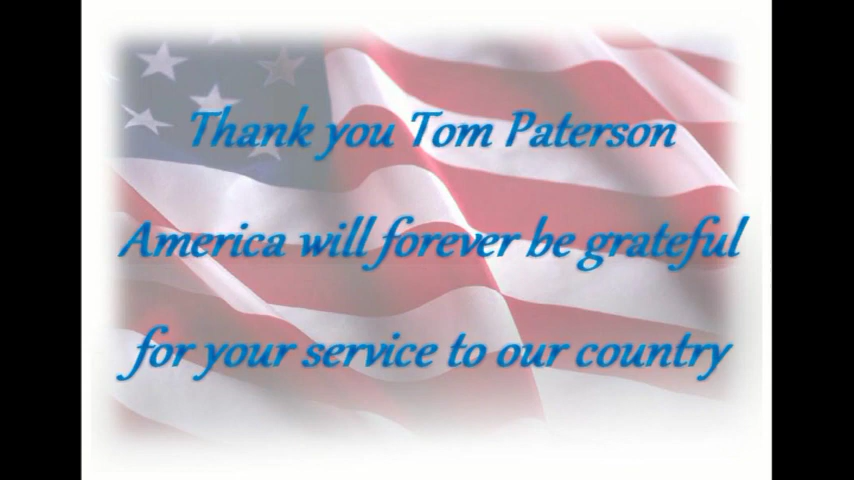 Thank you Tom Paterson
America will forever be grateful
for your service to our country